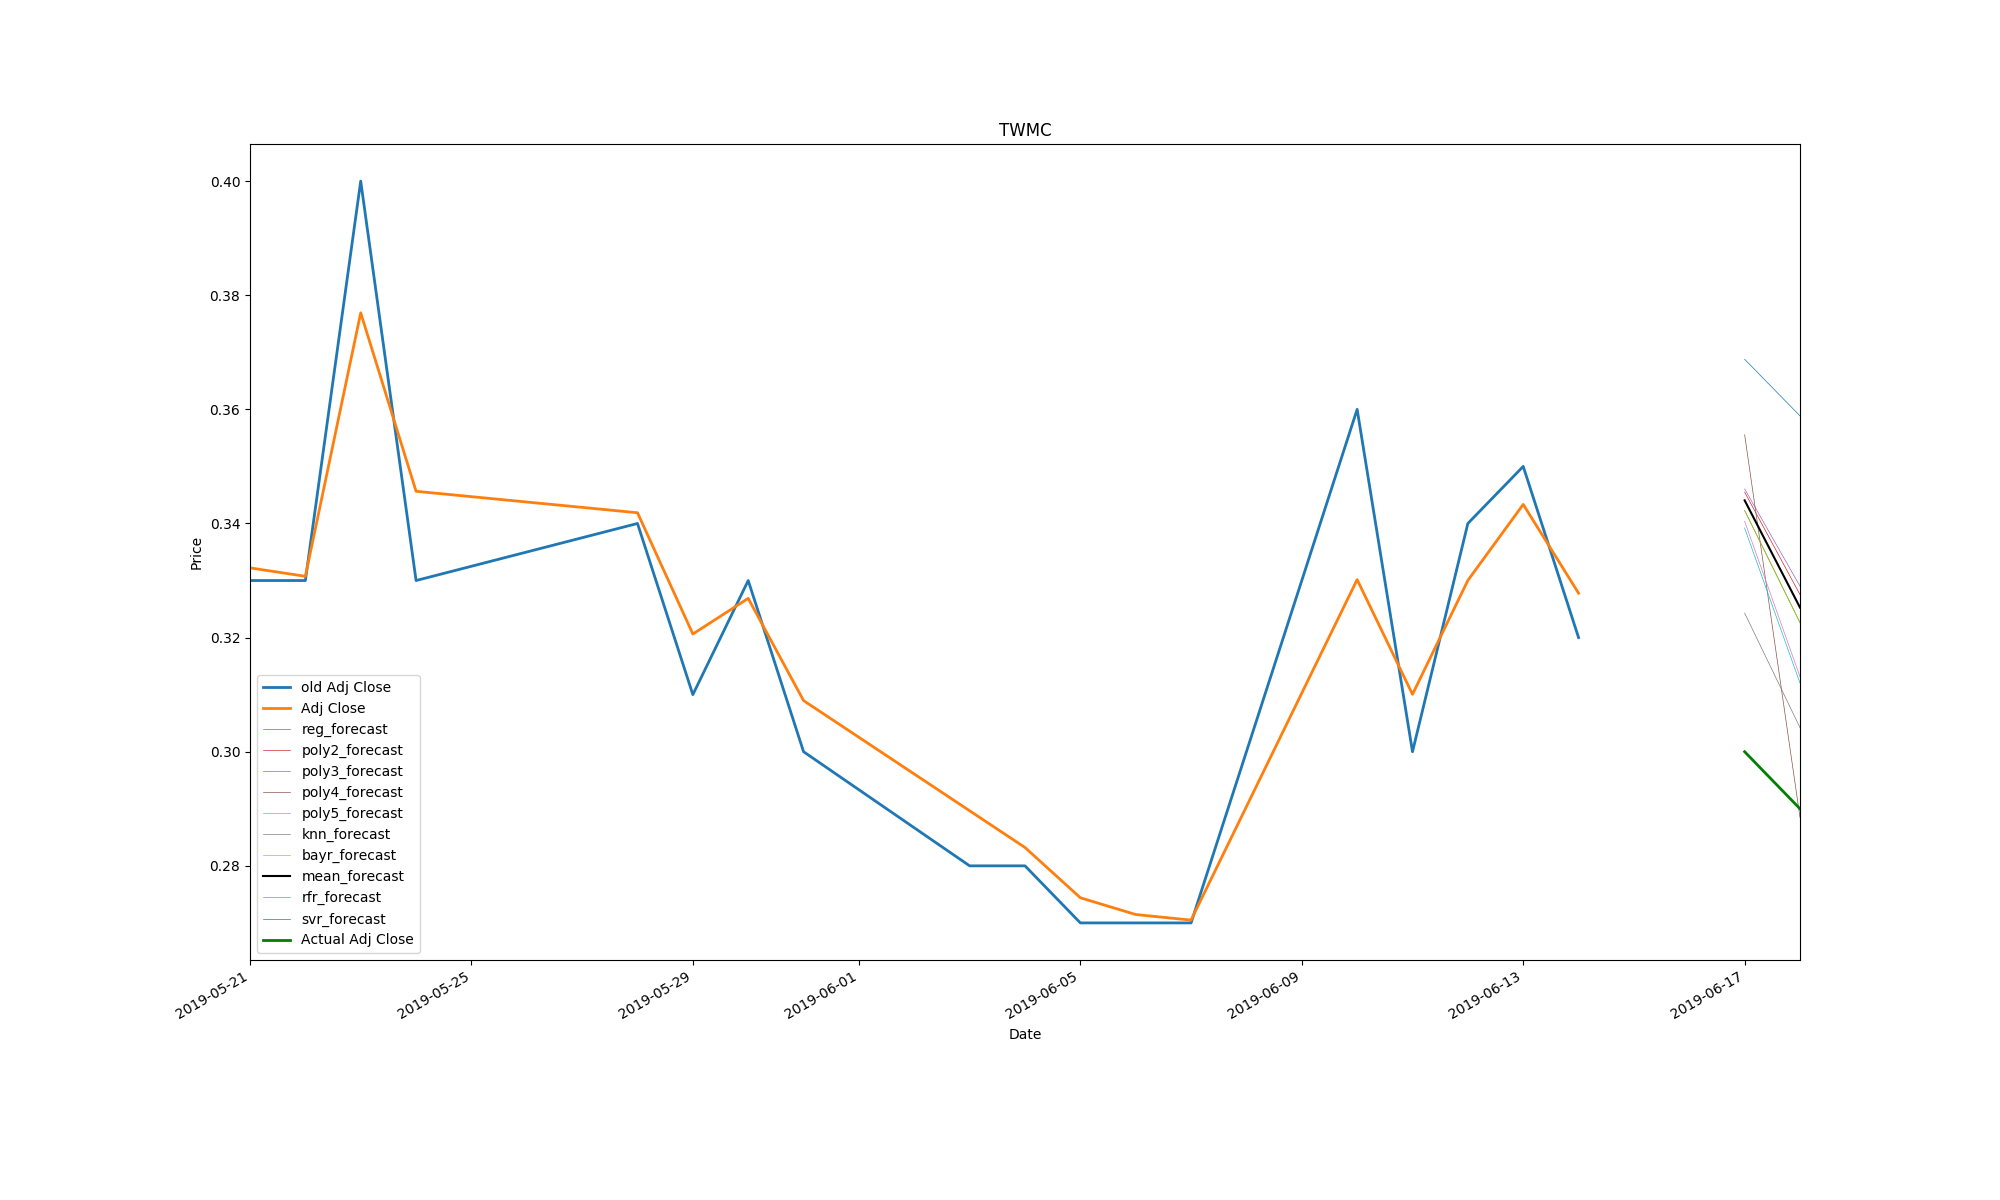 TWMC
0.40
0.38
0.36
0.34
0.32
0.30
0.28
Price
old Adj Close
Adj Close
reg_forecast
poly2_forecast
poly3_forecast
poly4_forecast
poly5_forecast
knn_forecast
bayr_forecast
mean_forecast
rfr_forecast
svr_forecast
Actual Adj Close
2019-05-21
2019-05-25
2019-05-29
2019-06-01
2019-06-05
2019-06-09
2019-06-13
2019-06-17
Date